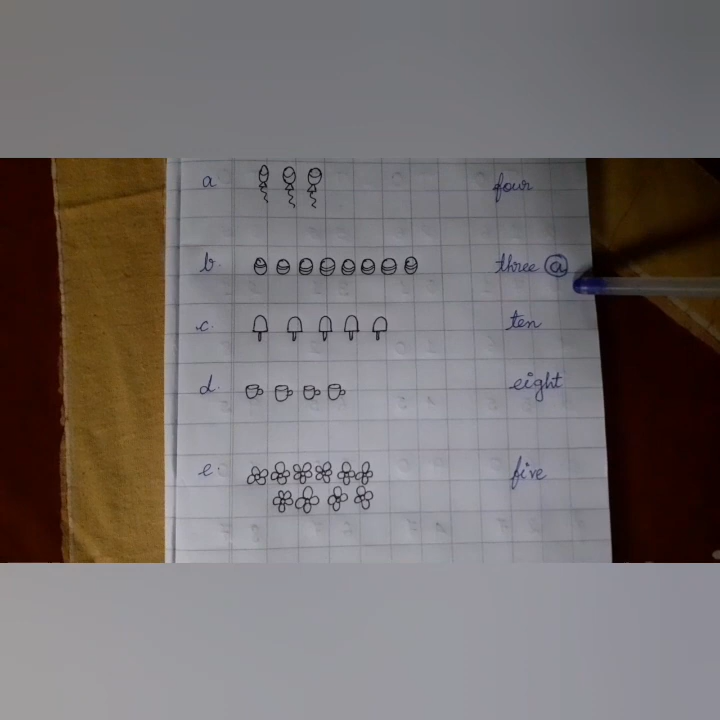 a four
b. three ⓐ
c. ten
d. eight
e. five